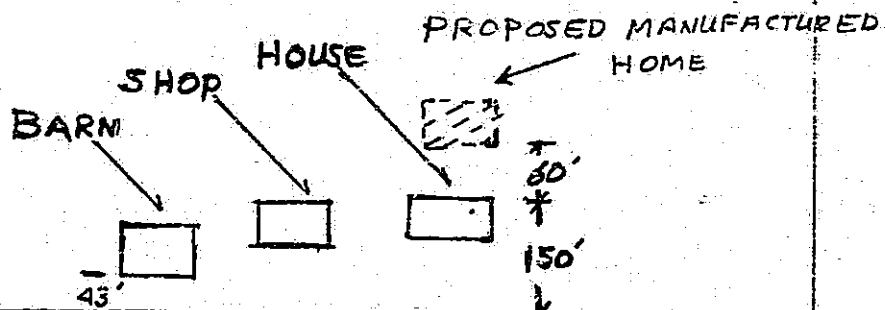 PROPOSED MANUFACTURED
HOME
HOUSE
SHOP
BARN
60'
150'
43'